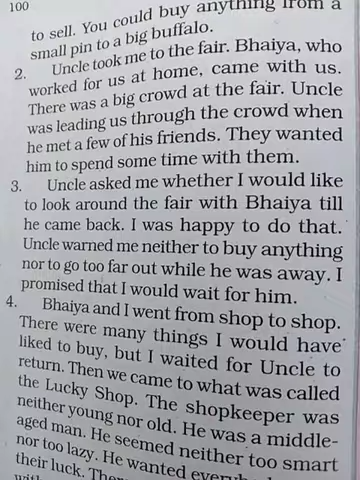 100
to sell. You could buy anything from a
small pin to a big buffalo.
2. Uncle took me to the fair. Bhaiya, who
worked for us at home, came with us.
There was a big crowd at the fair. Uncle
was leading us through the crowd when
he met a few of his friends. They wanted
him to spend some time with them.
3. Uncle asked me whether I would like
to look around the fair with Bhaiya till
he came back. I was happy to do that.
Uncle warned me neither to buy anything
nor to go too far out while he was away. I
promised that I would wait for him.
4. Bhaiya and I went from shop to shop.
There were many things I would have
liked to buy, but I waited for Uncle to
return. Then we came to what was called
the Lucky Shop. The shopkeeper was
neither young nor old. He was a middle-
aged man. He seemed neither too smart
nor too lazy. He wanted
their luck.